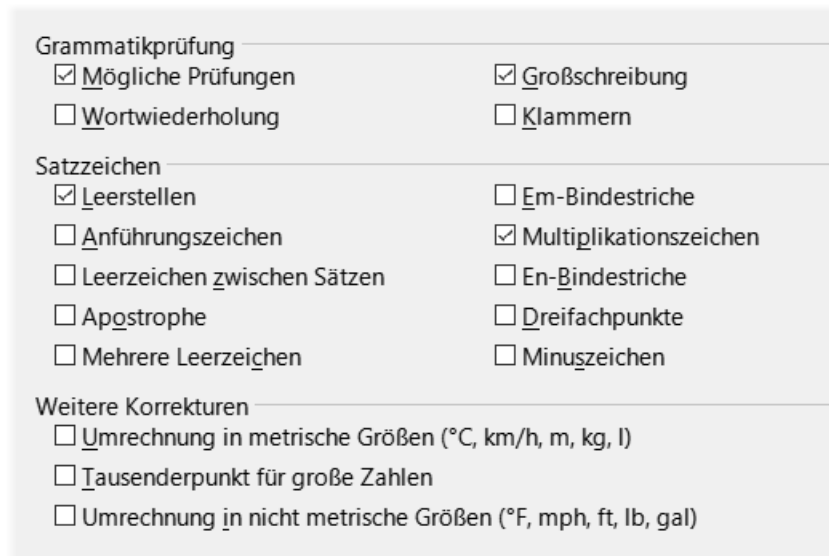 Grammatikprüfung
Mögliche Prüfungen Großschreibung
Wortwiederholung Klammern
Satzzeichen
Leerstellen Em-Bindestriche
Anführungszeichen Multiplikationszeichen
Leerzeichen zwischen Sätzen En-Bindestriche
Apostrophe Dreifachpunkte
Mehrere Leerzeichen Minuszeichen
Weitere Korrekturen
Umrechnung in metrische Größen (°C, km/h, m, kg, l)
Tausenderpunkt für große Zahlen
Umrechnung in nicht metrische Größen (°F, mph, ft, lb, gal)